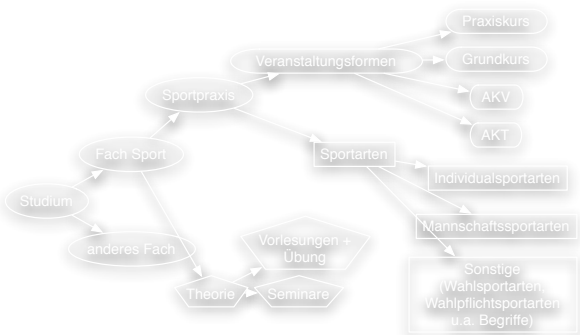 Praxiskurs
Veranstaltungsformen
Grundkurs
Sportpraxis
AKV
AKT
Fach Sport
Sportarten
Individualsportarten
Studium
Mannschaftssportarten
anderes Fach
Vorlesungen +
Übung
Theorie
Seminare
Sonstige
(Wahlsportarten,
Wahlpflichtsportarten
u.a. Begriffe)